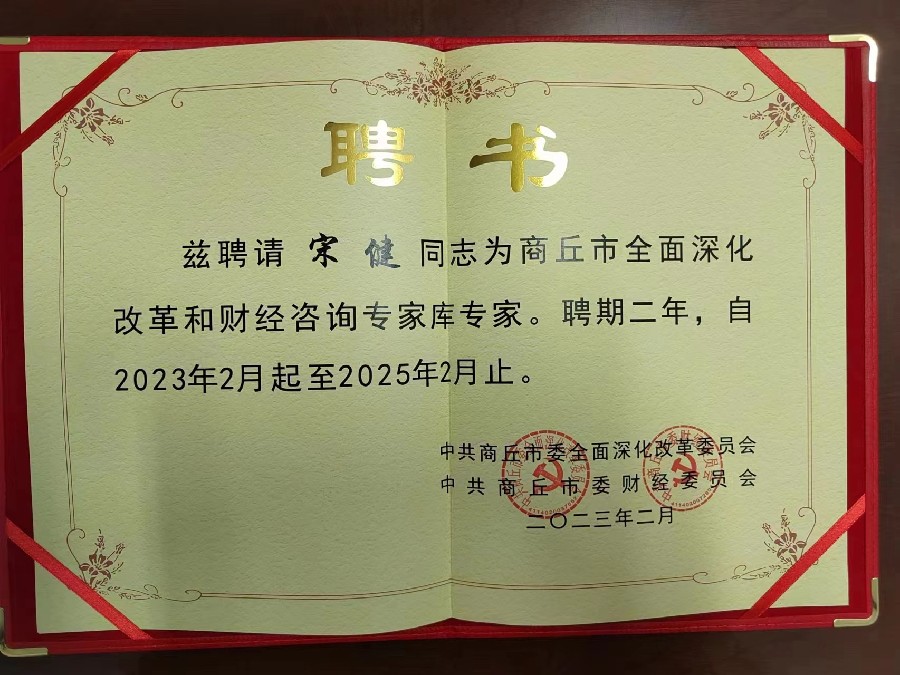 聘书
兹聘请 宋 健 同志为商丘市全面深化
改革和财经咨询专家库专家。聘期二年，自
2023年2月起至2025年2月止。
中共商丘市委全面深化改革委员会
中共商丘市委财经委员会
二〇二三年二月